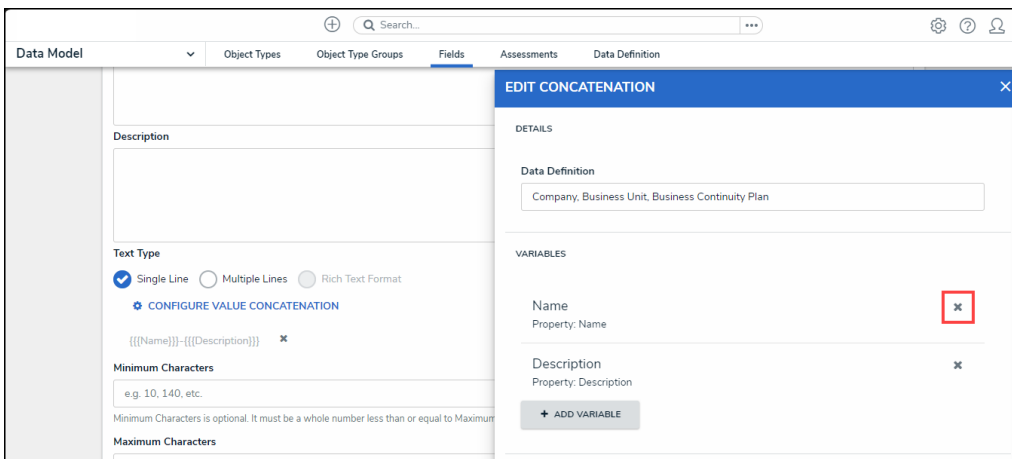 Search...
Data Model
Object Types
Object Type Groups
Fields
Assessments
Data Definition
Description
Text Type
Single Line
Multiple Lines
Rich Text Format
CONFIGURE VALUE CONCATENATION
{{{Name}}}-{{{Description}}}
Minimum Characters
e.g. 10, 140, etc.
Minimum Characters is optional. It must be a whole number less than or equal to Maximum
Maximum Characters
EDIT CONCATENATION
DETAILS
Data Definition
Company, Business Unit, Business Continuity Plan
VARIABLES
Name
Property: Name
Description
Property: Description
+ ADD VARIABLE